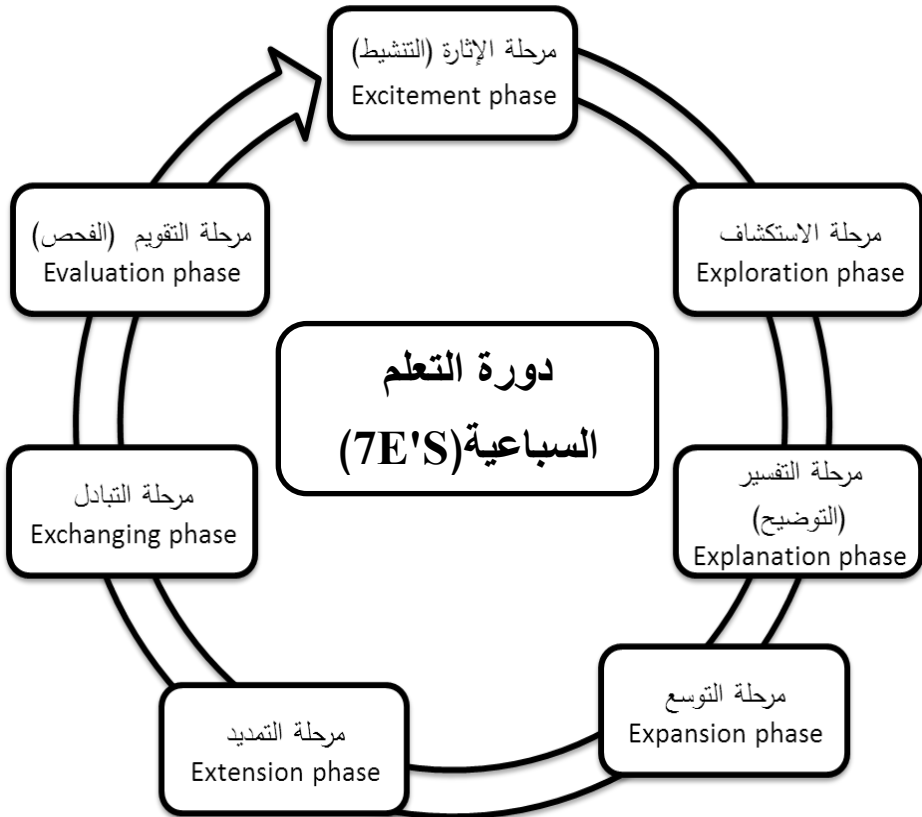 مرحلة الإثارة (التنشيط)
Excitement phase
مرحلة الاستكشاف
Exploration phase
مرحلة التفسير
(التوضيح)
Explanation phase
مرحلة التوسع
Expansion phase
مرحلة التمديد
Extension phase
مرحلة التبادل
Exchanging phase
مرحلة التقويم (الفحص)
Evaluation phase
دورة التعلم
السباعية(7E'S)